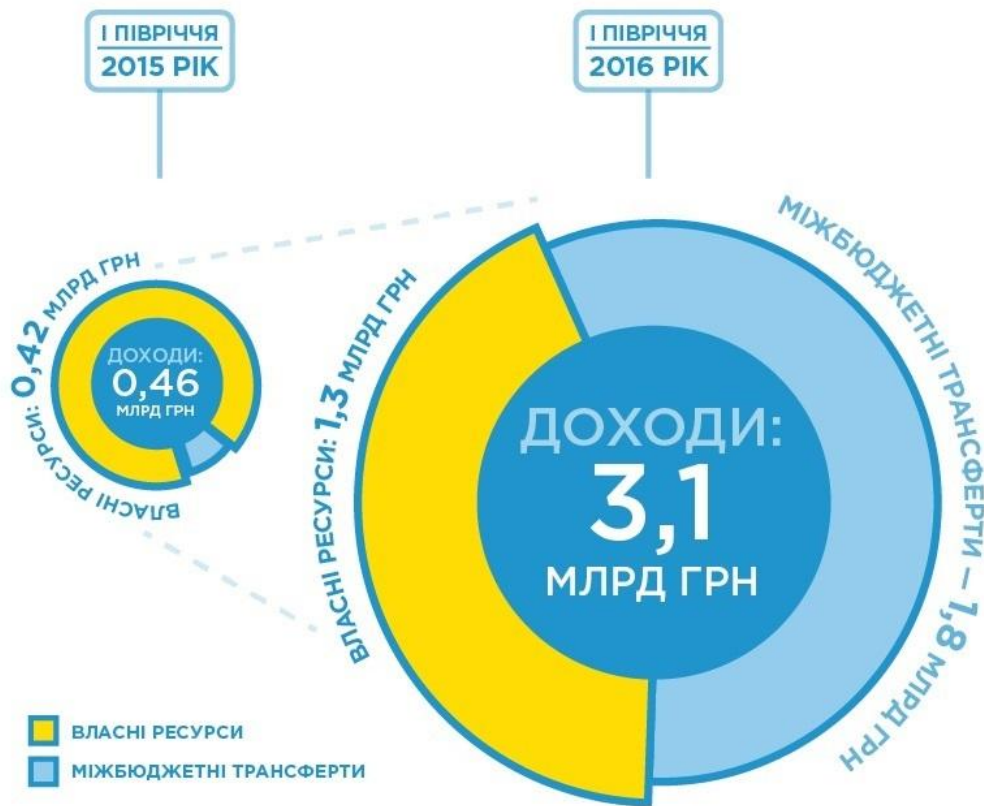 І ПІВРІЧЧЯ
2015 РІК
І ПІВРІЧЧЯ
2016 РІК
ВЛАСНІ РЕСУРСИ: 0,42 МЛРД ГРН
ДОХОДИ:
0,46
МЛРД ГРН
ВЛАСНІ РЕСУРСИ: 1,3 МЛРД ГРН
ДОХОДИ:
3,1
МЛРД ГРН
МІЖБЮДЖЕТНІ ТРАНСФЕРТИ – 1,8 МЛРД ГРН
ВЛАСНІ РЕСУРСИ
МІЖБЮДЖЕТНІ ТРАНСФЕРТИ